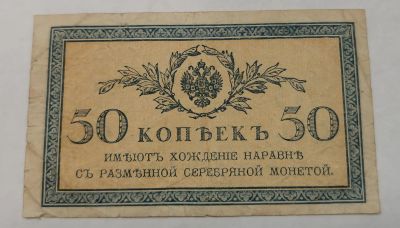 50 КОПѢЕКЪ 50
ИМѢЮТЪ ХОЖДЕНІЕ НАРАВНѢ
СЪ РАЗМѢННОЙ СЕРЕБРЯНОЙ МОНЕТОЙ.